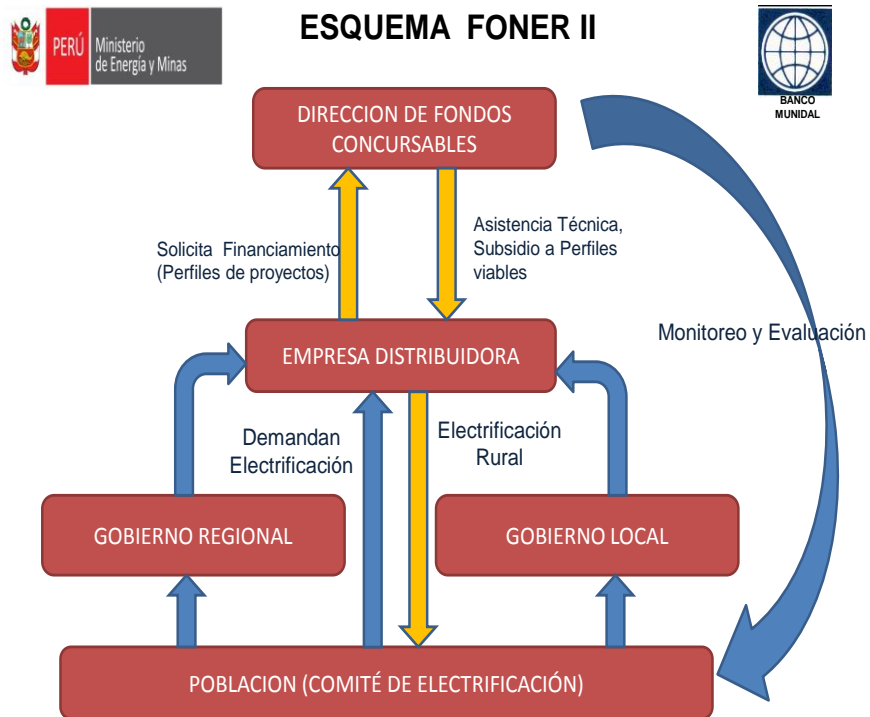 ESQUEMA FONER II
PERÚ
Ministerio
de Energía y Minas
BANCO
MUNIDAL
DIRECCION DE FONDOS
CONCURSABLES
Solicita Financiamiento
(Perfiles de proyectos)
Asistencia Técnica,
Subsidio a Perfiles
viables
Monitoreo y Evaluación
EMPRESA DISTRIBUIDORA
Demandan
Electrificación
Electrificación
Rural
GOBIERNO REGIONAL
GOBIERNO LOCAL
POBLACION (COMITÉ DE ELECTRIFICACIÓN)